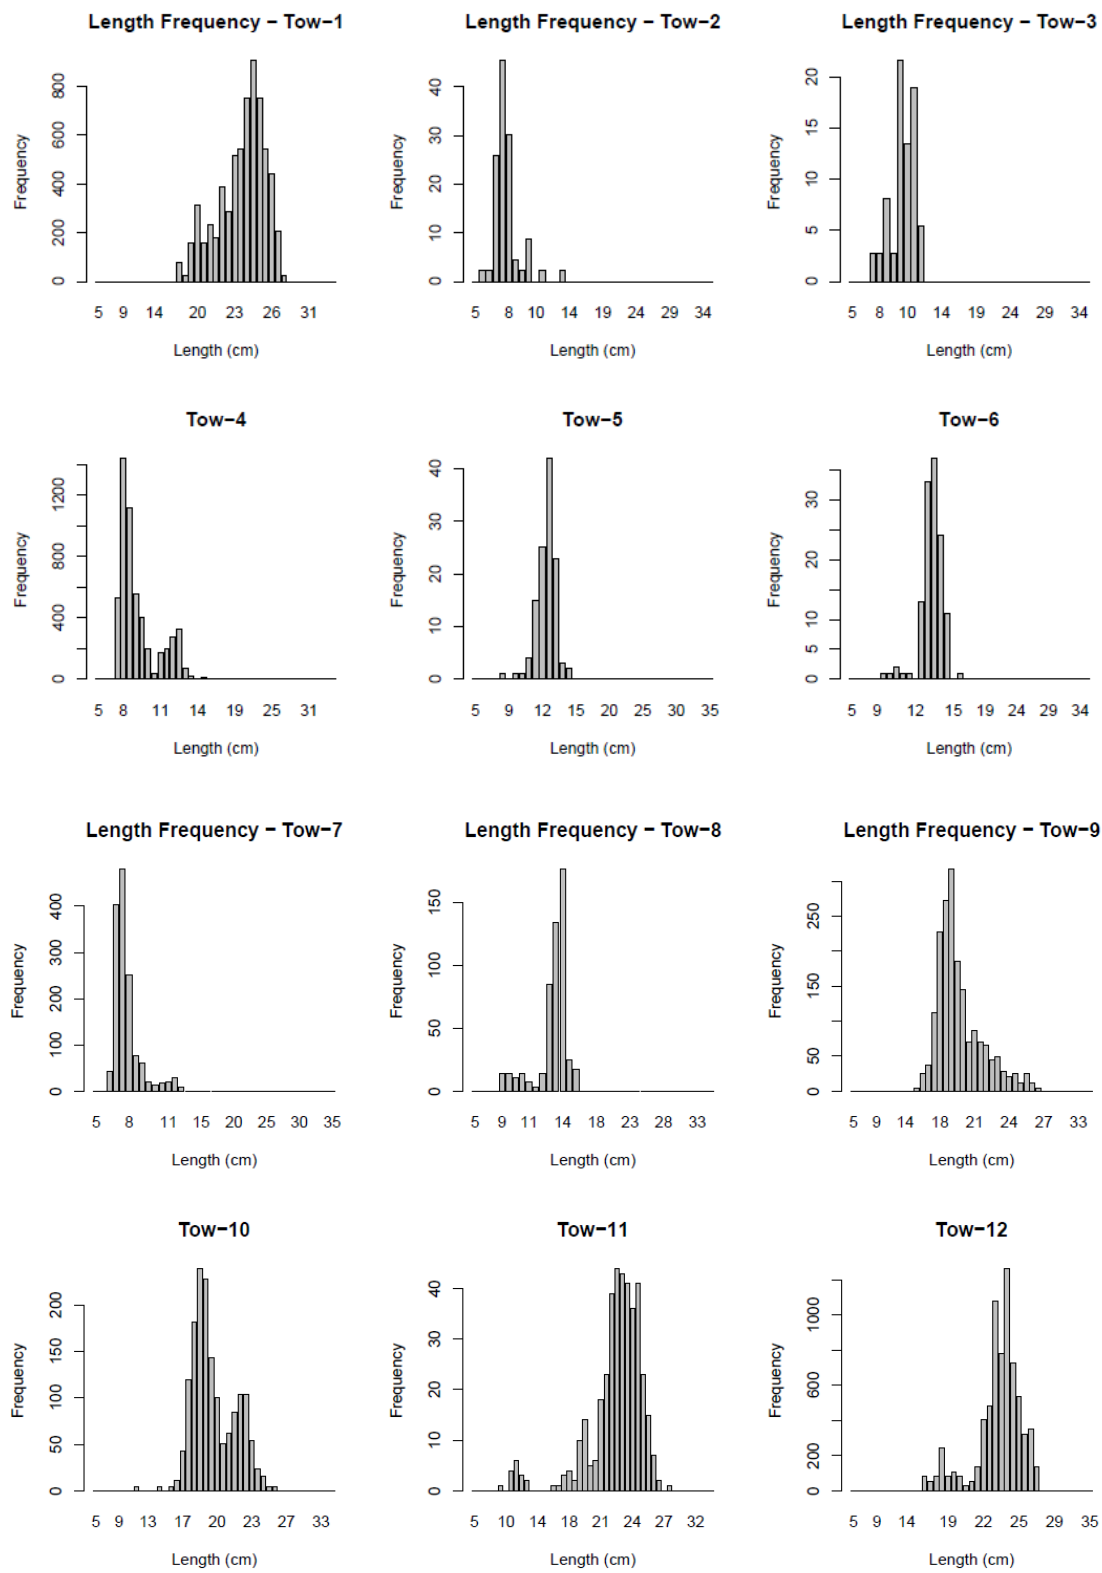 Length Frequency − Tow−1
Frequency
0 200 400 600 800
5 9 14 20 23 26 31
Length (cm)
Length Frequency − Tow−2
Frequency
0 10 20 30 40
5 8 10 14 19 24 29 34
Length (cm)
Length Frequency − Tow−3
Frequency
0 5 10 15 20
5 8 10 14 19 24 29 34
Length (cm)
Tow−4
Frequency
0 400 800 1200
5 8 11 14 19 25 31
Length (cm)
Tow−5
Frequency
0 10 20 30 40
5 9 12 15 20 25 30 35
Length (cm)
Tow−6
Frequency
0 5 10 20 30
5 9 12 15 19 24 29 34
Length (cm)
Length Frequency − Tow−7
Frequency
0 100 200 300 400
5 8 11 15 20 25 30 35
Length (cm)
Length Frequency − Tow−8
Frequency
0 50 100 150
5 9 11 14 18 23 28 33
Length (cm)
Length Frequency − Tow−9
Frequency
0 50 150 250
5 9 14 18 21 24 27 33
Length (cm)
Tow−10
Frequency
0 50 100 150 200
5 9 13 17 20 23 27 33
Length (cm)
Tow−11
Frequency
0 10 20 30 40
5 10 14 18 21 24 27 32
Length (cm)
Tow−12
Frequency
0 200 600 1000
5 9 14 19 22 25 29 35
Length (cm)